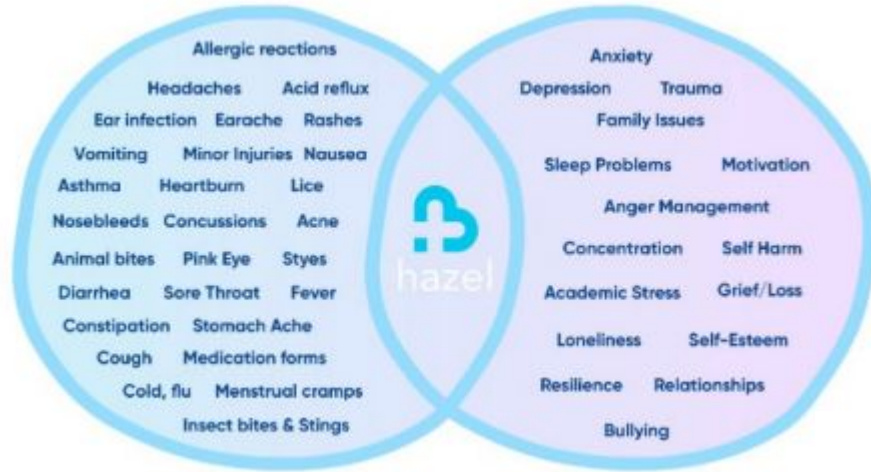 Allergic reactions
Headaches Acid reflux
Ear infection Earache Rashes
Vomiting Minor Injuries Nausea
Asthma Heartburn Lice
Nosebleeds Concussions Acne
Animal bites Pink Eye Styes
Diarrhea Sore Throat Fever
Constipation Stomach Ache
Cough Medication forms
Cold, flu Menstrual cramps
Insect bites & Stings
hazel
Anxiety
Depression Trauma
Family Issues
Sleep Problems Motivation
Anger Management
Concentration Self Harm
Academic Stress Grief/Loss
Loneliness Self-Esteem
Resilience Relationships
Bullying